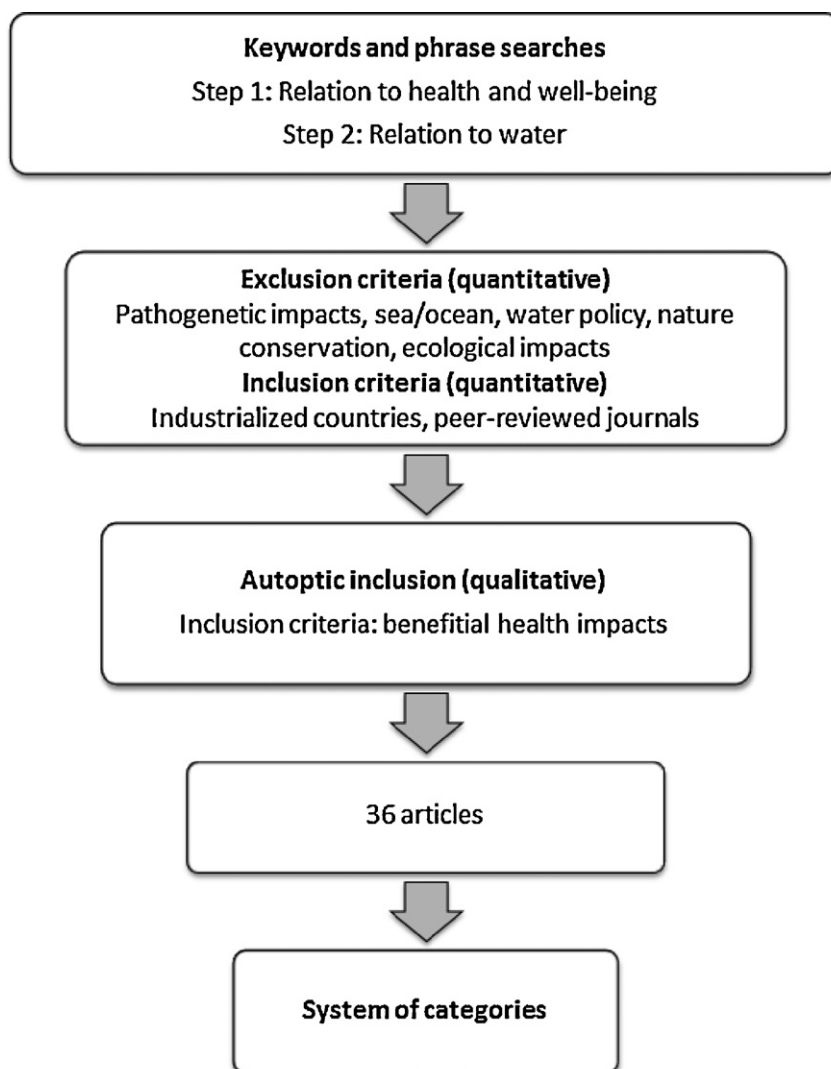 Keywords and phrase searches
Step 1: Relation to health and well-being
Step 2: Relation to water
Exclusion criteria (quantitative)
Pathogenetic impacts, sea/ocean, water policy, nature
conservation, ecological impacts
Inclusion criteria (quantitative)
Industrialized countries, peer-reviewed journals
Autoptic inclusion (qualitative)
Inclusion criteria: benefitial health impacts
36 articles
System of categories